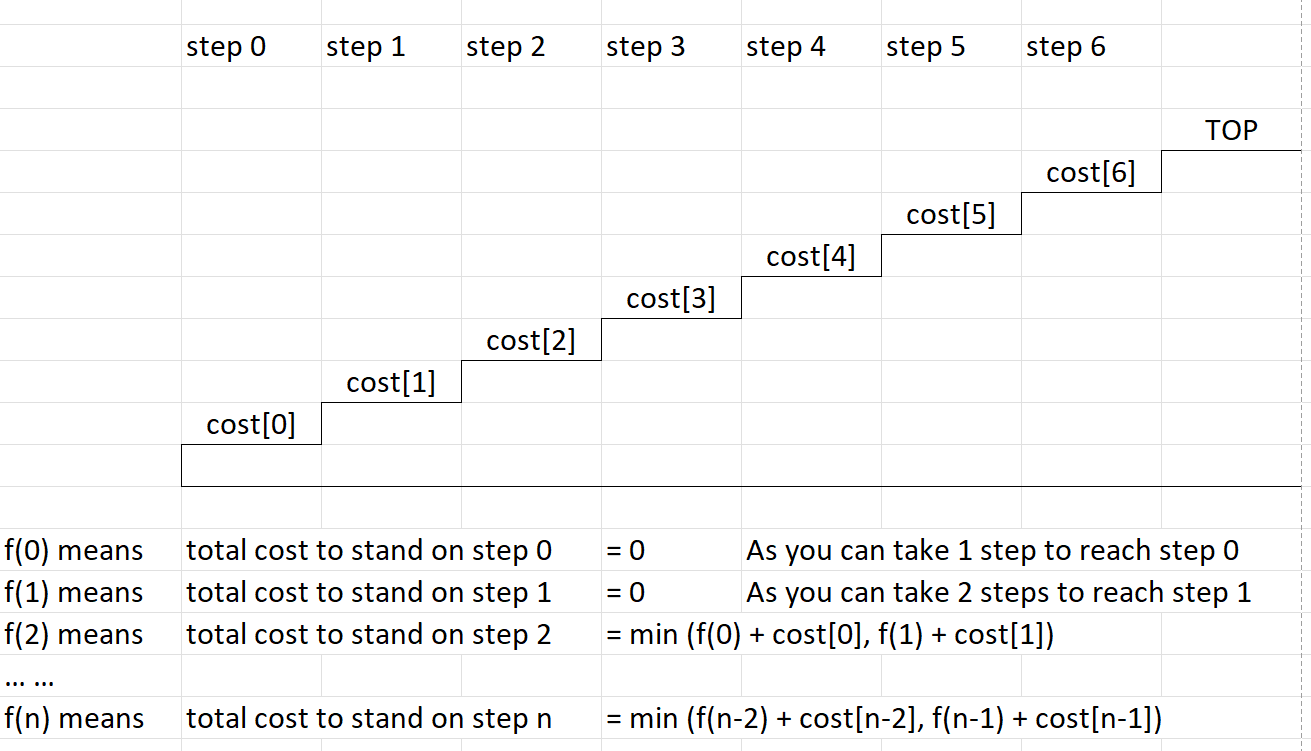 step 0 step 1 step 2 step 3 step 4 step 5 step 6
TOP
cost[6]
cost[5]
cost[4]
cost[3]
cost[2]
cost[1]
cost[0]
f(0) means total cost to stand on step 0 = 0 As you can take 1 step to reach step 0
f(1) means total cost to stand on step 1 = 0 As you can take 2 steps to reach step 1
f(2) means total cost to stand on step 2 = min (f(0) + cost[0], f(1) + cost[1])
... ...
f(n) means total cost to stand on step n = min (f(n-2) + cost[n-2], f(n-1) + cost[n-1])